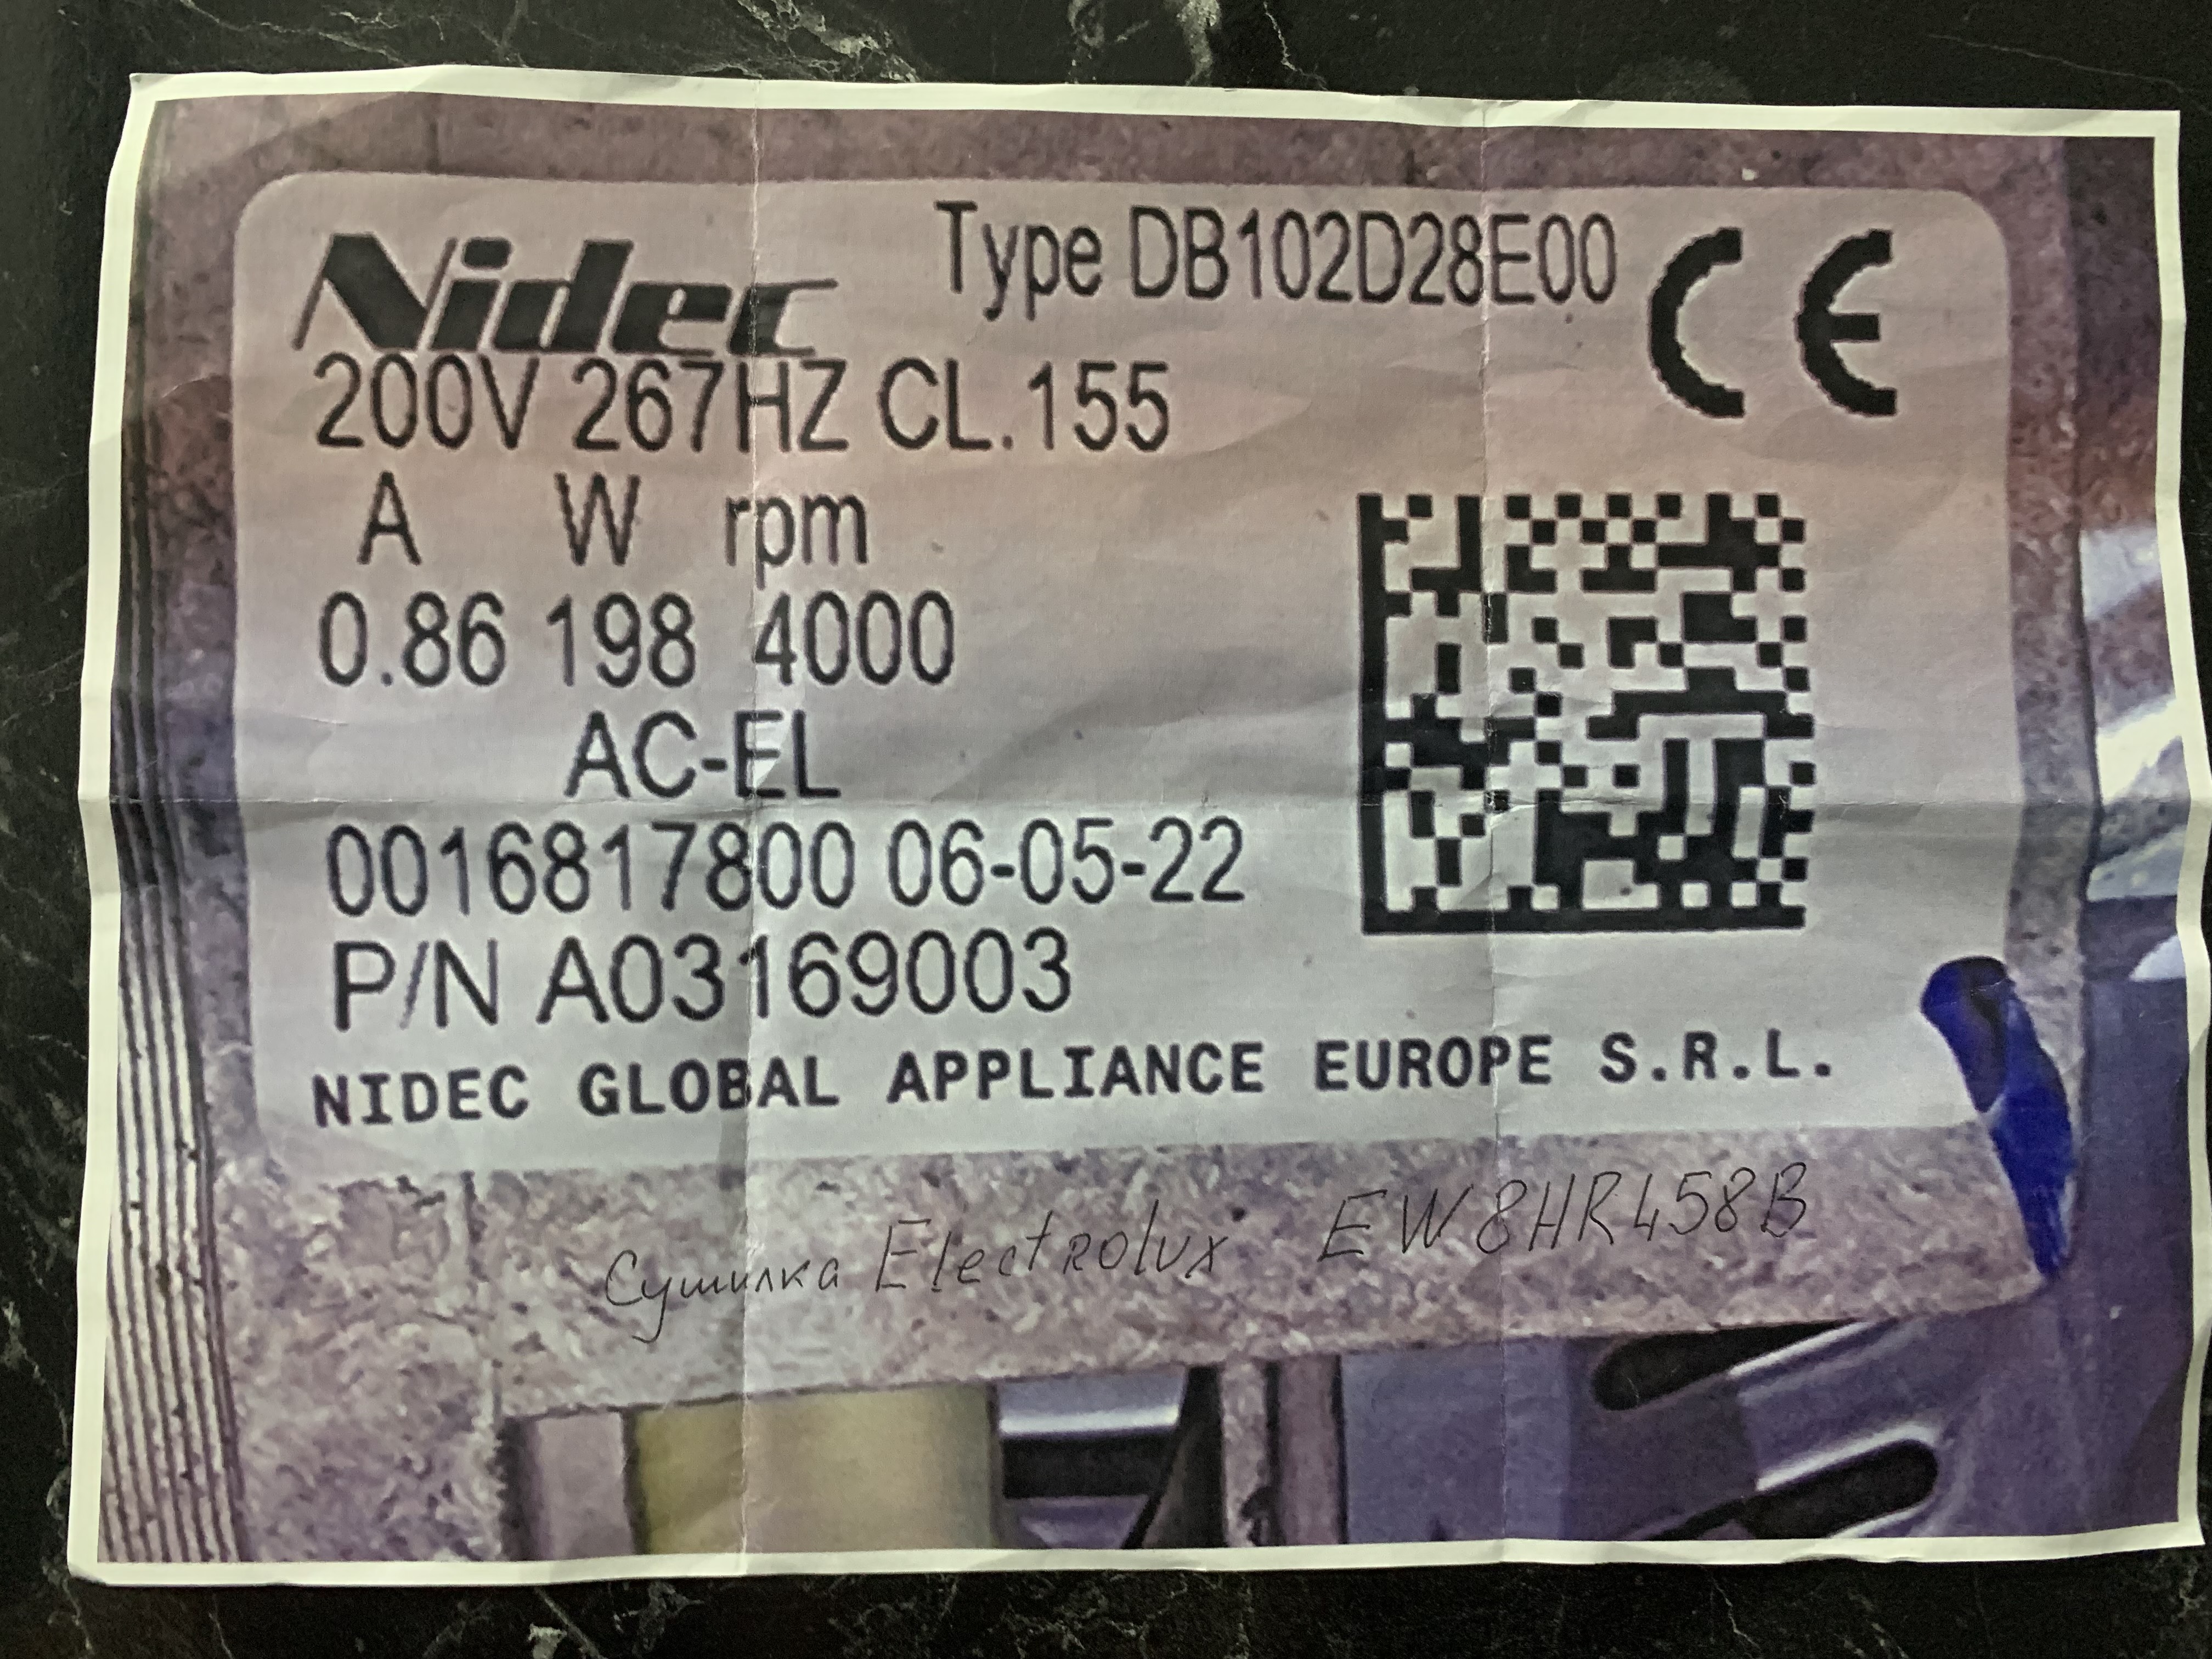 Nidec Type DB102D28E00 CE
200V 267HZ CL.155
A W rpm
0.86 198 4000
AC-EL
0016817800 06-05-22
P/N A03169003
NIDEC GLOBAL APPLIANCE EUROPE S.R.L.
Сушилка Electrolux EW8HR458B